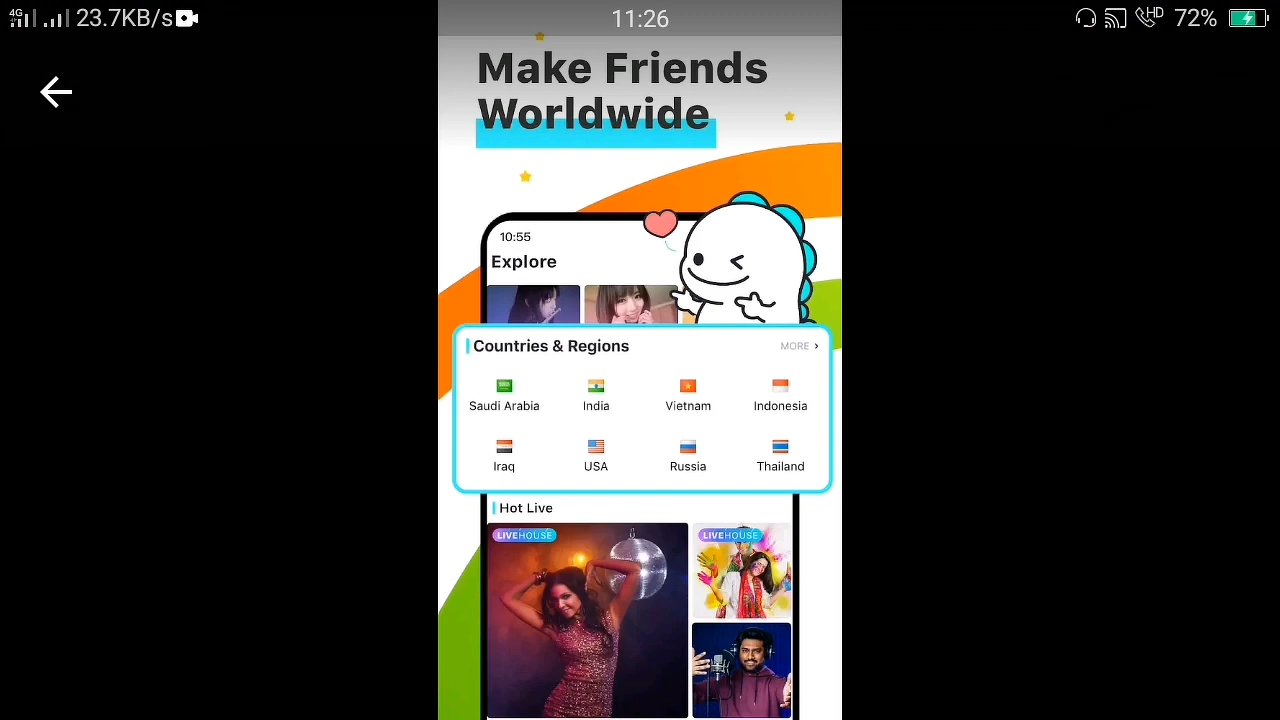 4G 23.7KB/s 11:26 HD 72%
Make Friends
Worldwide
10:55
Explore
Countries & Regions MORE
Saudi Arabia India Vietnam Indonesia
Iraq USA Russia Thailand
Hot Live
LIVEHOUSE LIVEHOUSE